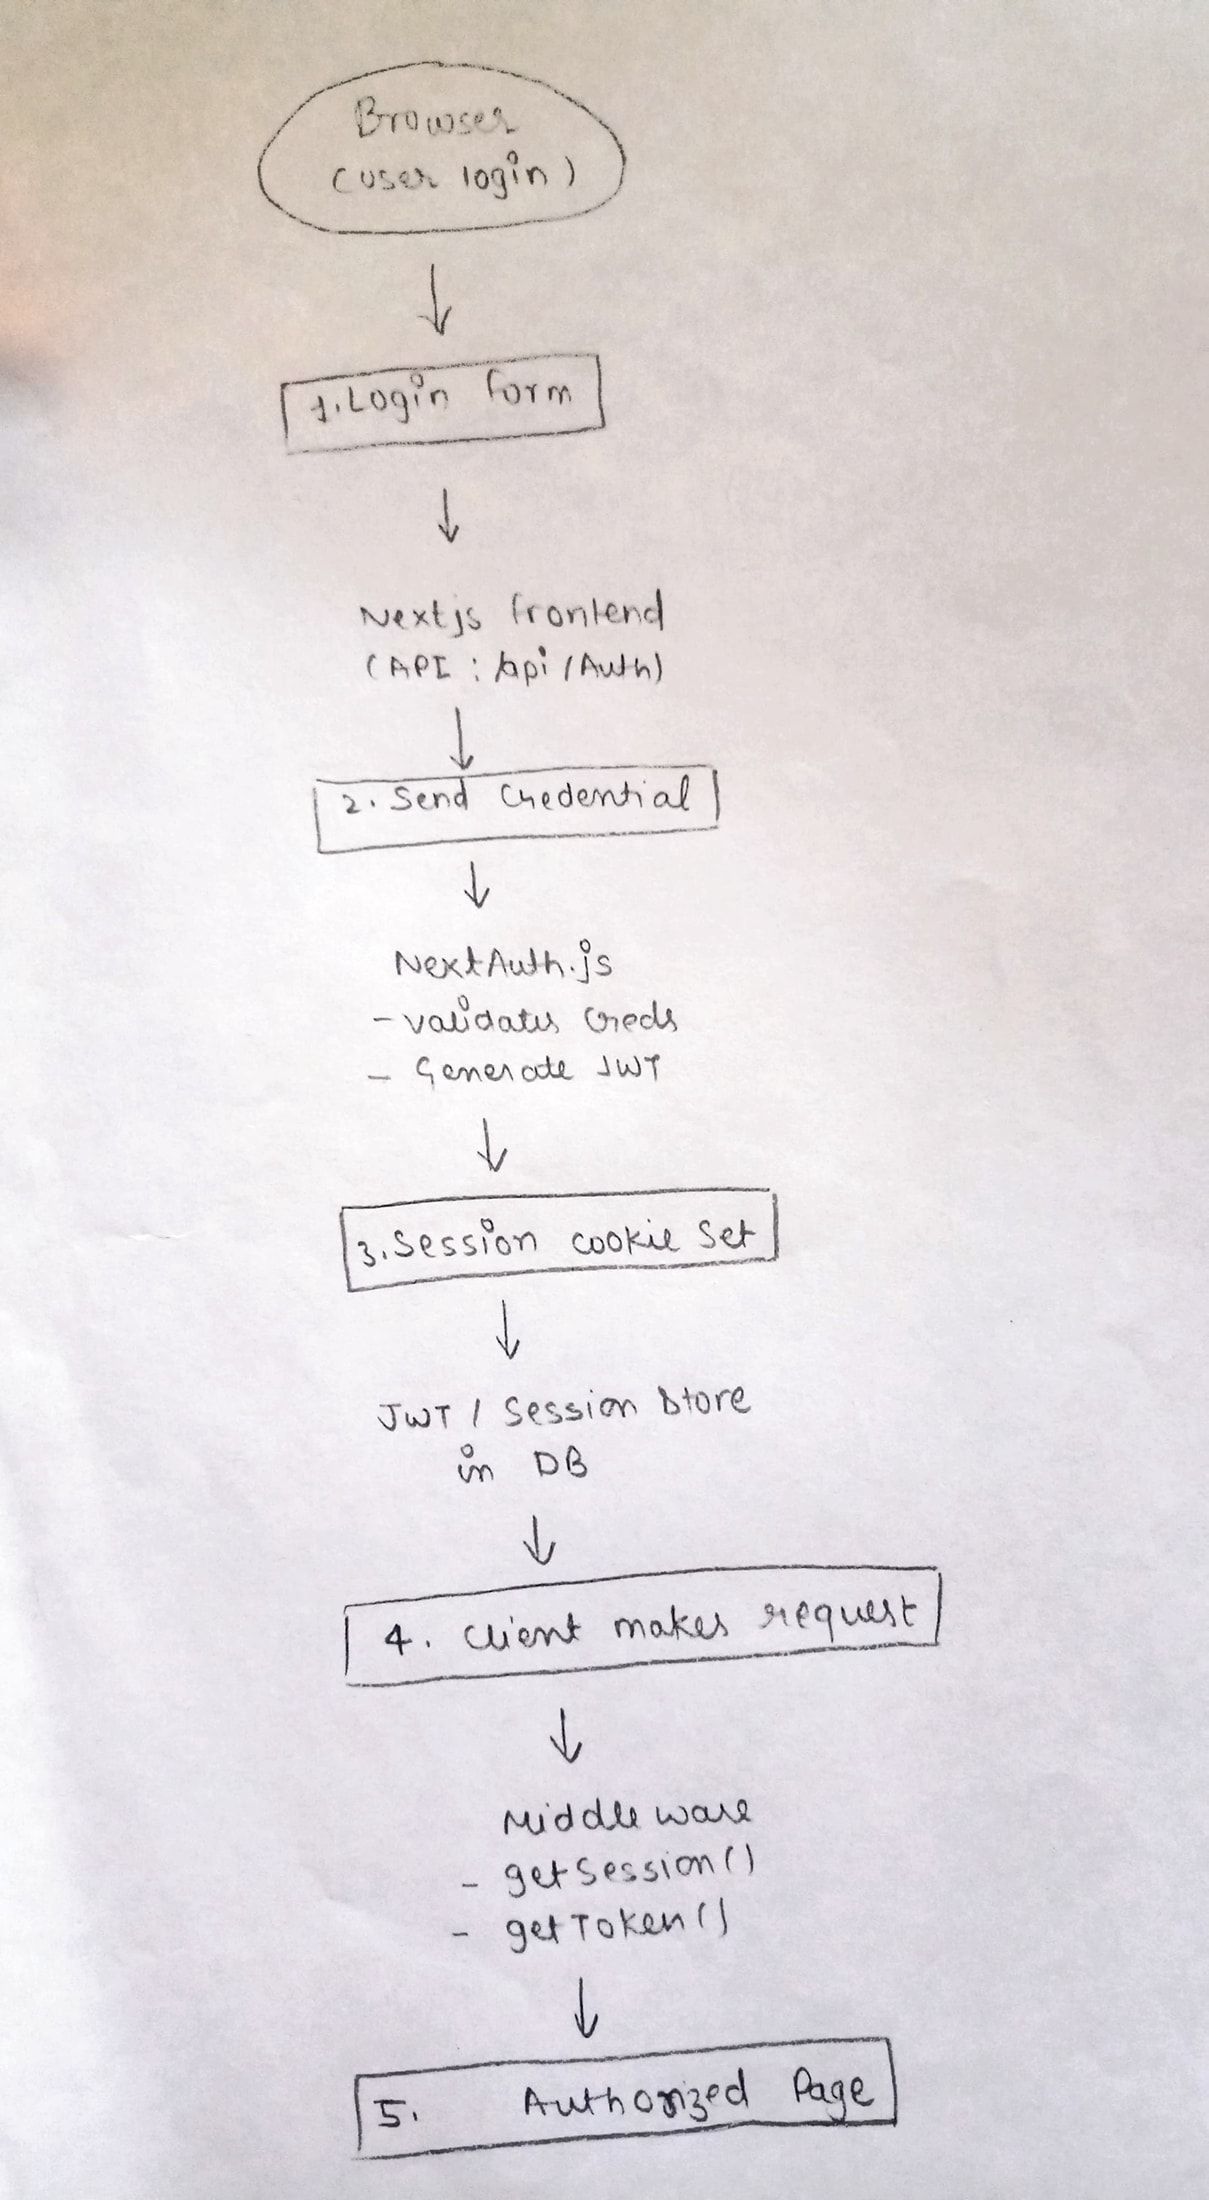 Browser
(user login)
1. Login form
Nextjs frontend
(API : /api/Auth)
2. Send Credential
NextAuth.js
- validates Creds
- Generate JWT
3. Session cookie set
JWT / Session Store
in DB
4. Client makes request
Middleware
- getSession()
- getToken()
5. Authorized Page